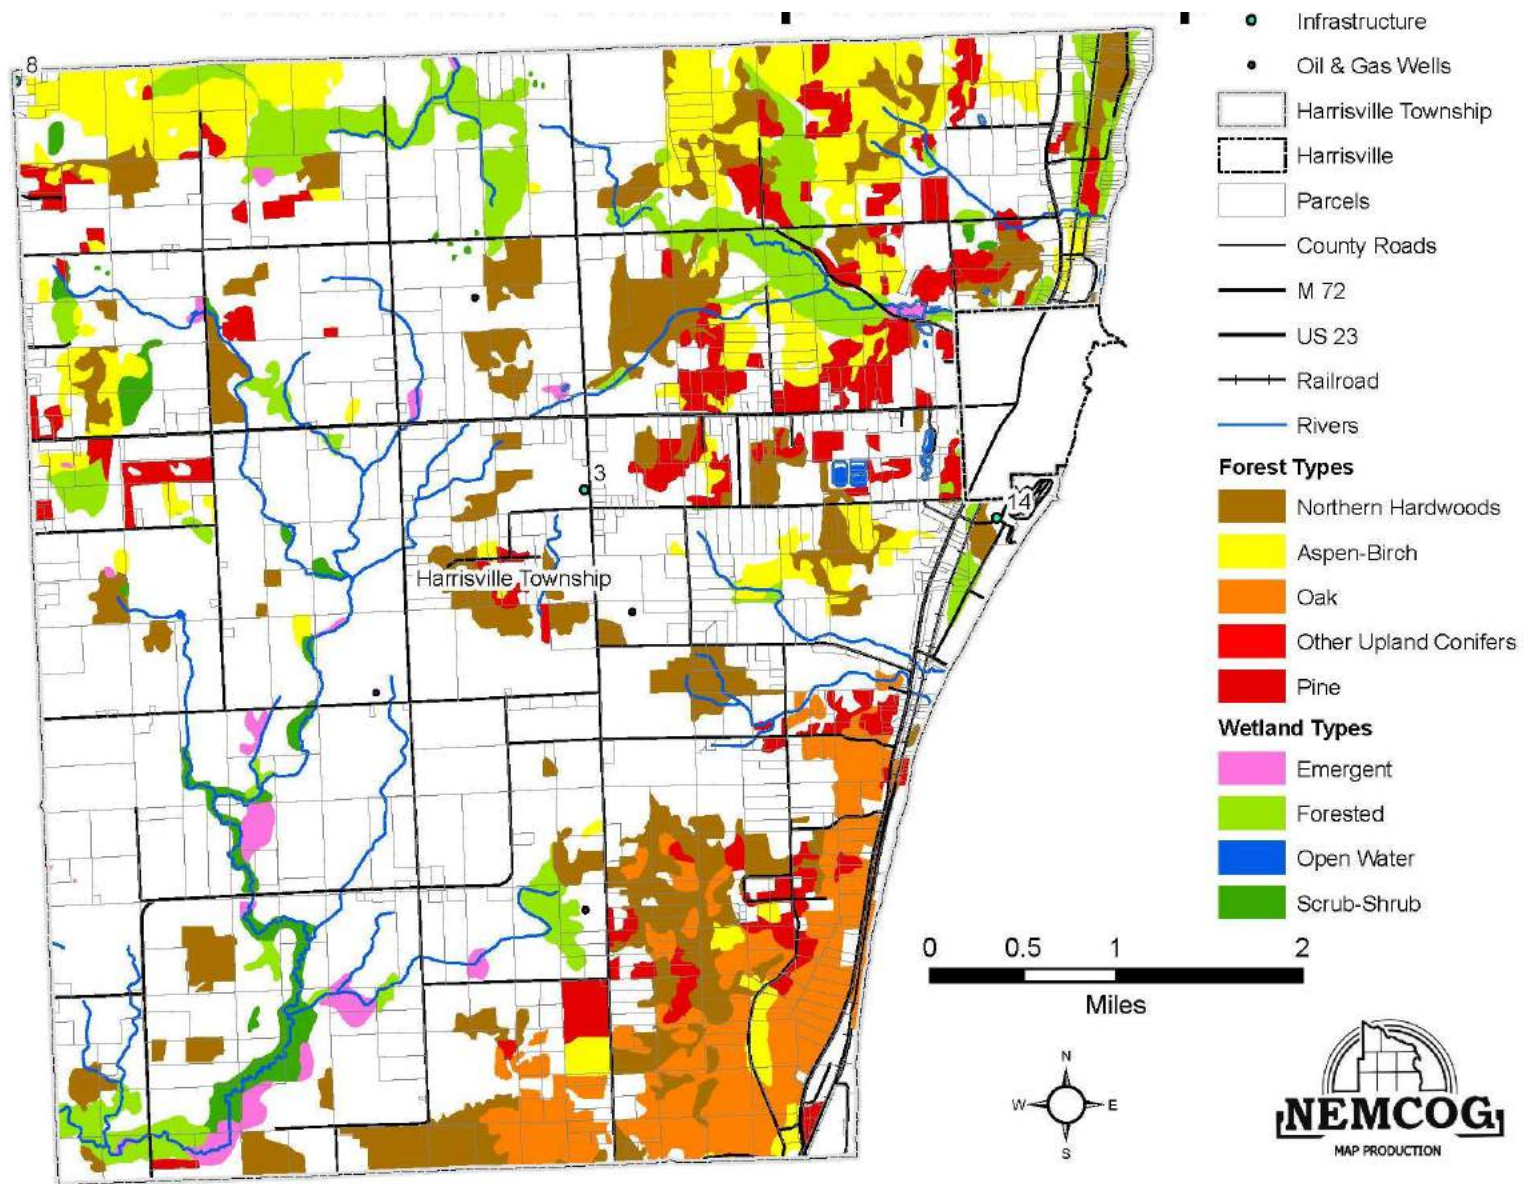 Infrastructure
8
Oil & Gas Wells
Harrisville Township
Harrisville
Parcels
County Roads
M 72
US 23
Railroad
Rivers
Forest Types
3
14
Northern Hardwoods
Aspen-Birch
Harrisville Township
Oak
Other Upland Conifers
Pine
Wetland Types
Emergent
Forested
Open Water
Scrub-Shrub
0 0.5 1 2
Miles
N
W E
S
NEMCOG
MAP PRODUCTION